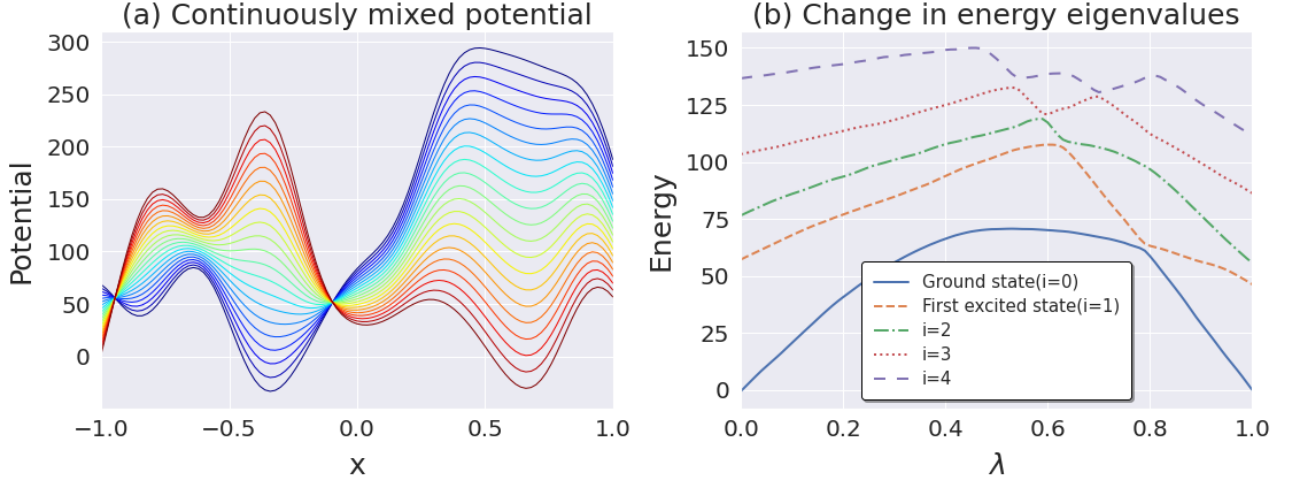 (a) Continuously mixed potential
300
250
200
150
100
50
0
Potential
−1.0
−0.5
0.0
0.5
1.0
x
(b) Change in energy eigenvalues
150
125
100
75
50
25
0
Energy
Ground state(i=0)
First excited state(i=1)
i=2
i=3
i=4
0.0
0.2
0.4
0.6
0.8
1.0
λ